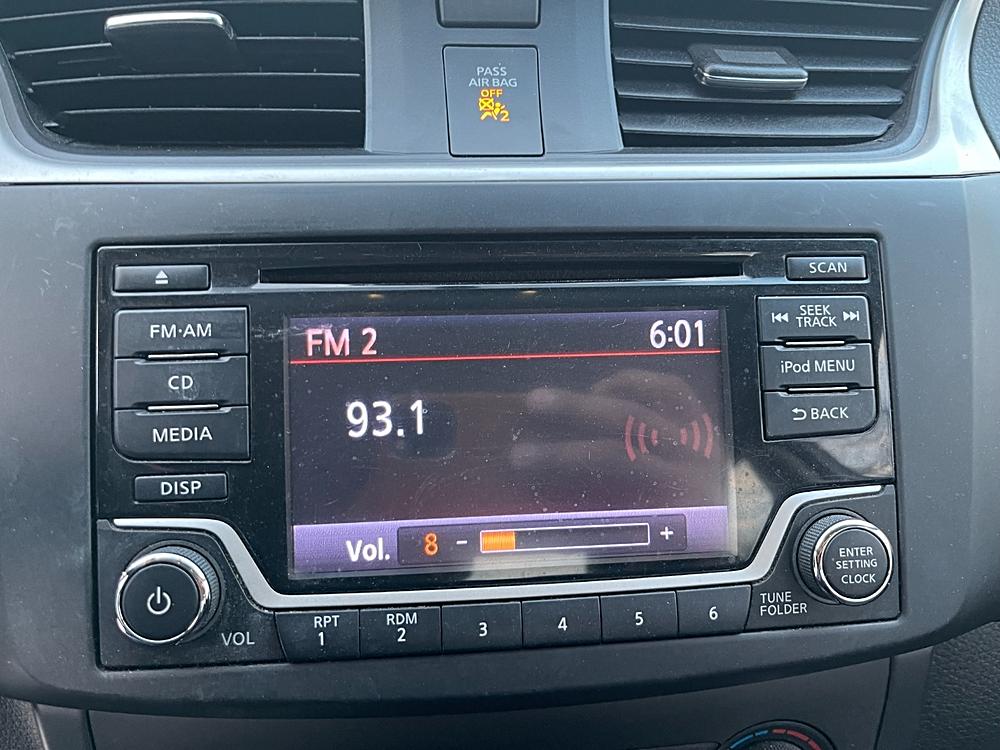 PASS
AIR BAG
OFF
2
SCAN
FM·AM
CD
MEDIA
DISP
FM 2 6:01
93.1
Vol. 8 - +
SEEK
TRACK
iPod MENU
BACK
VOL
RPT
1
RDM
2
3
4
5
6
TUNE
FOLDER
ENTER
SETTING
CLOCK